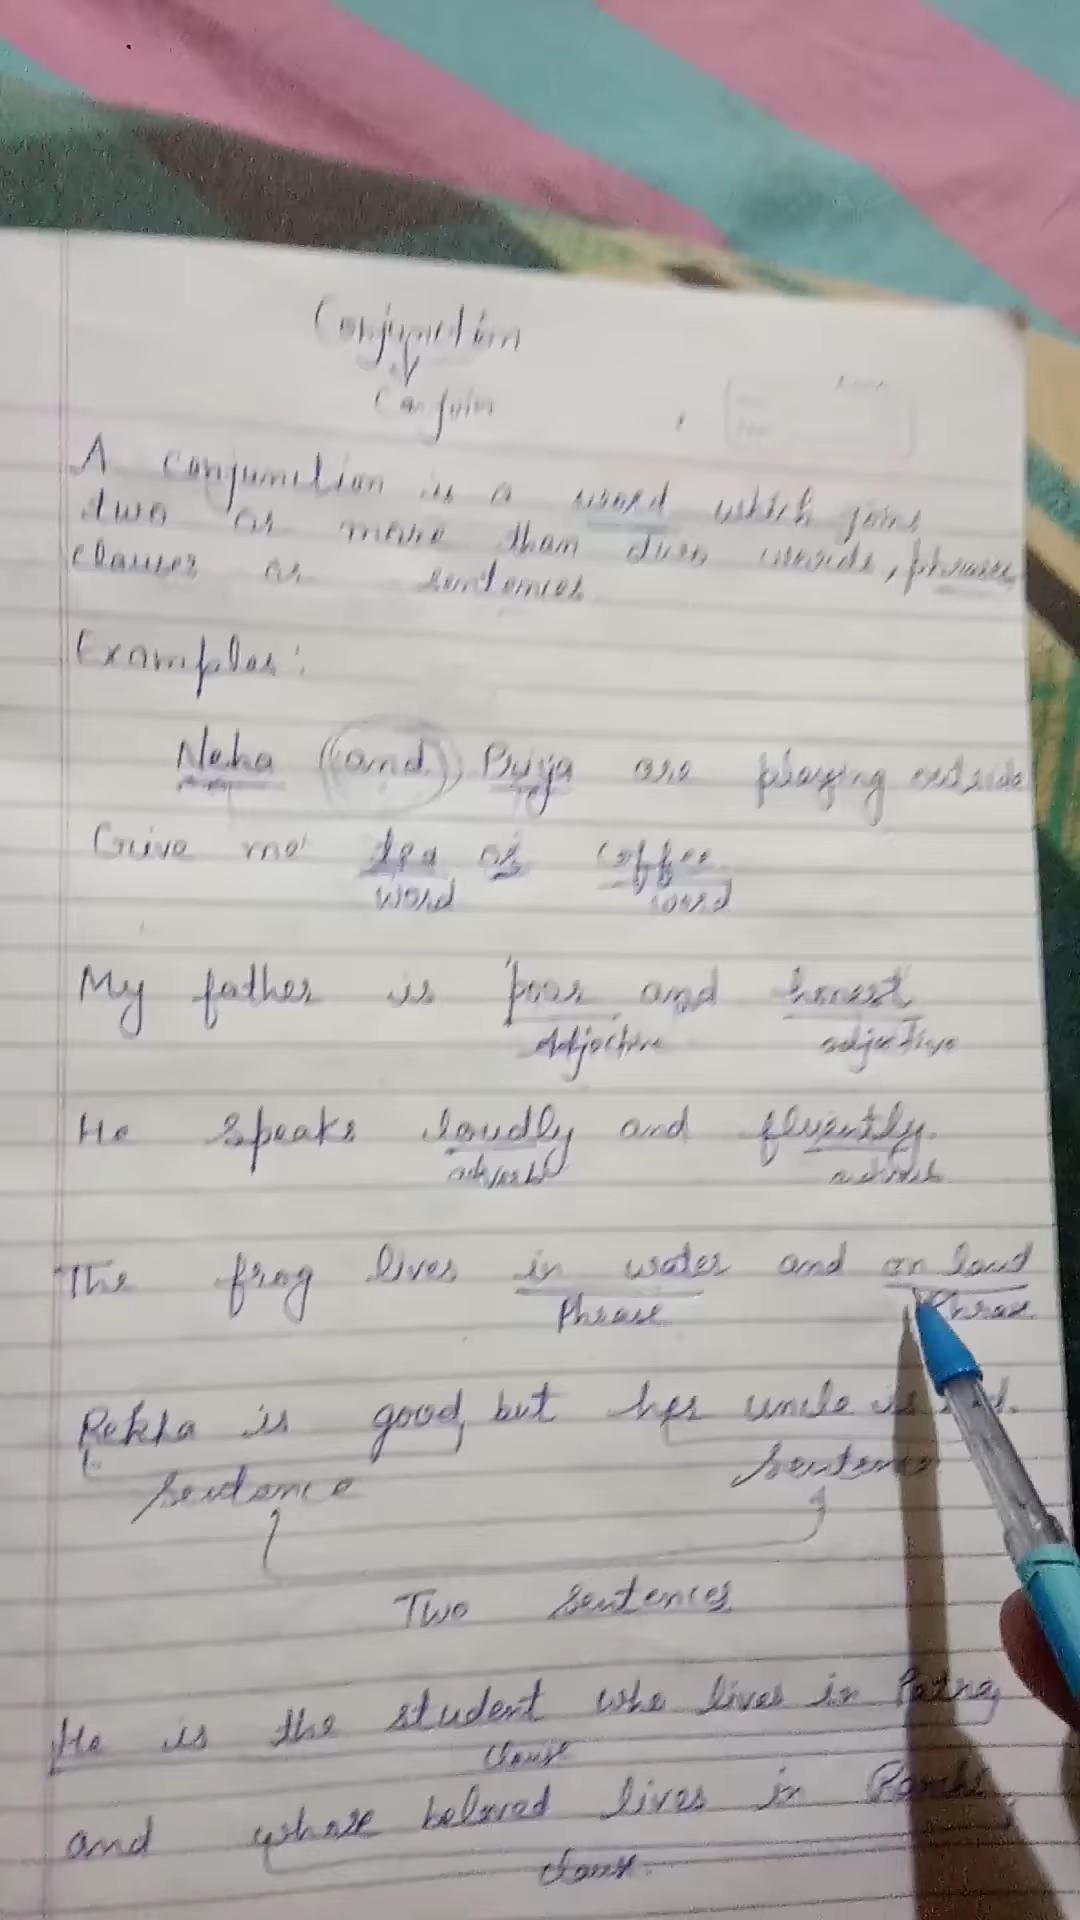 Conjunction
Conjoin
A conjunction is a word which joins
two or more than two words, phrases
clauses or sentences
Examples:
Neha (and) Priya are playing outside
Give me tea or coffee
word word
My father is poor and honest
Adjective adjective
He speaks loudly and fluently.
adverb adverb
The frog lives in water and on land
Phrase Phrase
Rekha is good, but her uncle is
Sentence Sentence
Two sentences
He is the student who lives in Patna,
clause
and whose beloved lives in
clause.